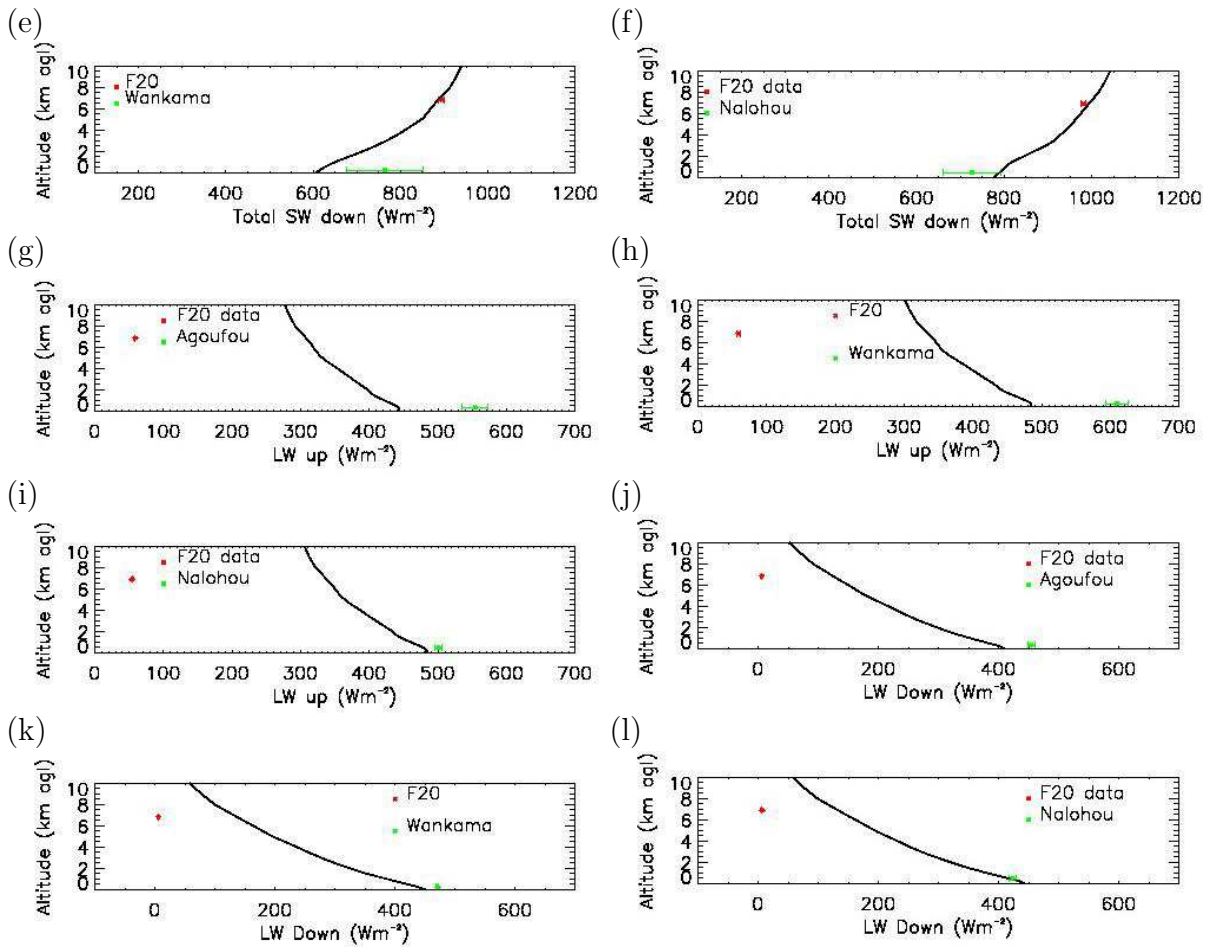 (e)
Altitude (km agl)
10
8
6
4
2
0
F20
Wankama
200 400 600 800 1000 1200
Total SW down (Wm⁻²)
(f)
Altitude (km agl)
10
8
6
4
2
0
F20 data
Nalohou
200 400 600 800 1000 1200
Total SW down (Wm⁻²)
(g)
Altitude (km agl)
10
8
6
4
2
0
F20 data
Agoufou
0 100 200 300 400 500 600 700
LW up (Wm⁻²)
(h)
Altitude (km agl)
10
8
6
4
2
0
F20
Wankama
0 100 200 300 400 500 600 700
LW up (Wm⁻²)
(i)
Altitude (km agl)
10
8
6
4
2
0
F20 data
Nalohou
0 100 200 300 400 500 600 700
LW up (Wm⁻²)
(j)
Altitude (km agl)
10
8
6
4
2
0
F20 data
Agoufou
0 200 400 600
LW Down (Wm⁻²)
(k)
Altitude (km agl)
10
8
6
4
2
0
F20
Wankama
0 200 400 600
LW Down (Wm⁻²)
(l)
Altitude (km agl)
10
8
6
4
2
0
F20 data
Nalohou
0 200 400 600
LW Down (Wm⁻²)